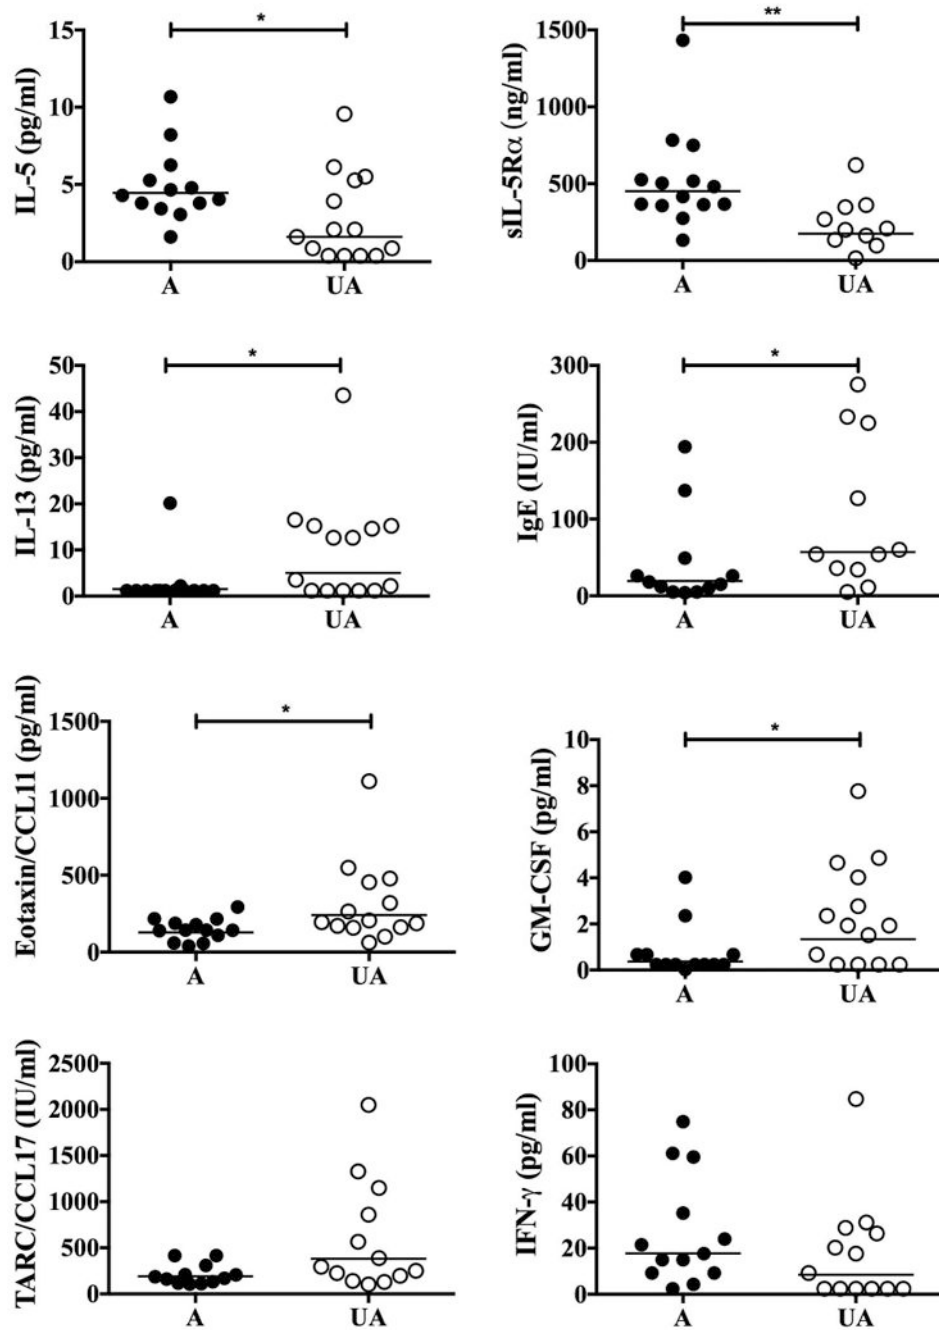 *
IL-5 (pg/ml)
15
10
5
0
A
UA
**
sIL-5Rα (ng/ml)
1500
1000
500
0
A
UA
*
IL-13 (pg/ml)
50
40
30
20
10
0
A
UA
*
IgE (IU/ml)
300
200
100
0
A
UA
*
Eotaxin/CCL11 (pg/ml)
1500
1000
500
0
A
UA
*
GM-CSF (pg/ml)
10
8
6
4
2
0
A
UA
TARC/CCL17 (IU/ml)
2500
2000
1500
1000
500
0
A
UA
IFN-γ (pg/ml)
100
80
60
40
20
0
A
UA